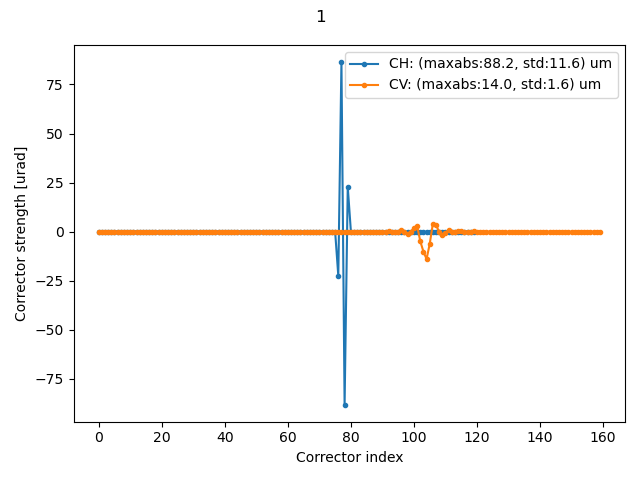 1
CH: (maxabs:88.2, std:11.6) um
CV: (maxabs:14.0, std:1.6) um
Corrector strength [urad]
75
50
25
0
−25
−50
−75
0 20 40 60 80 100 120 140 160
Corrector index